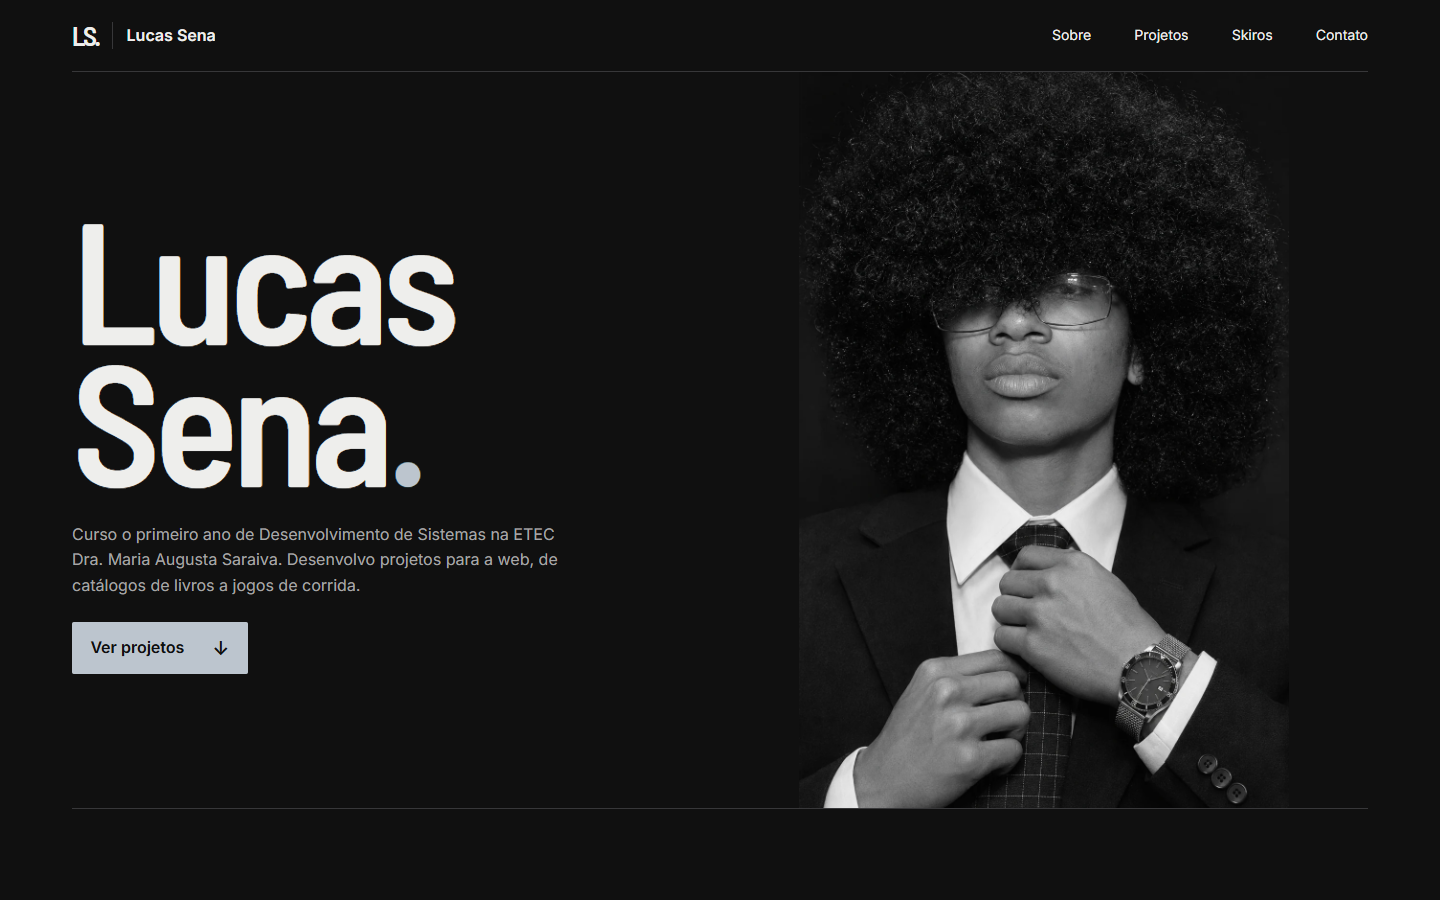 LS. Lucas Sena
Sobre Projetos Skiros Contato
Lucas
Sena.
Curso o primeiro ano de Desenvolvimento de Sistemas na ETEC
Dra. Maria Augusta Saraiva. Desenvolvo projetos para a web, de
catálogos de livros a jogos de corrida.
Ver projetos